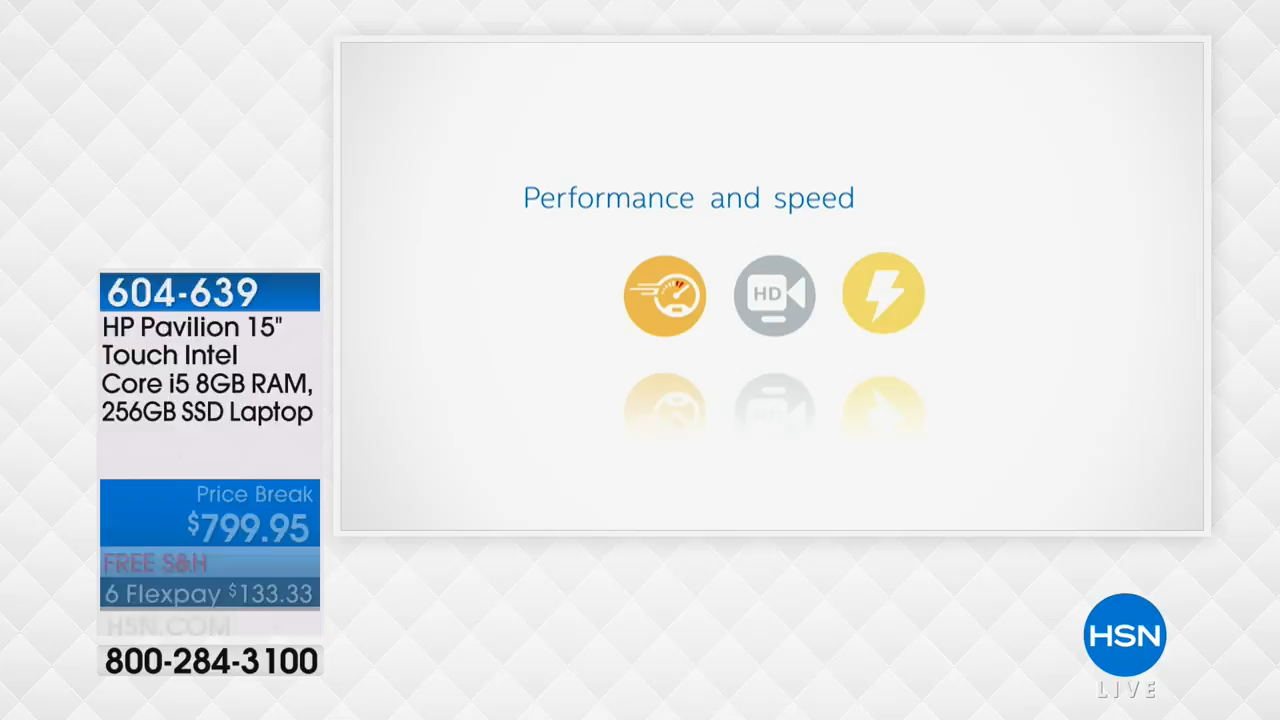 Performance and speed
HD
604-639
HP Pavilion 15"
Touch Intel
Core i5 8GB RAM,
256GB SSD Laptop
Price Break
$799.95
FREE S&H
6 Flexpay $133.33
HSN.COM
800-284-3100
HSN
LIVE